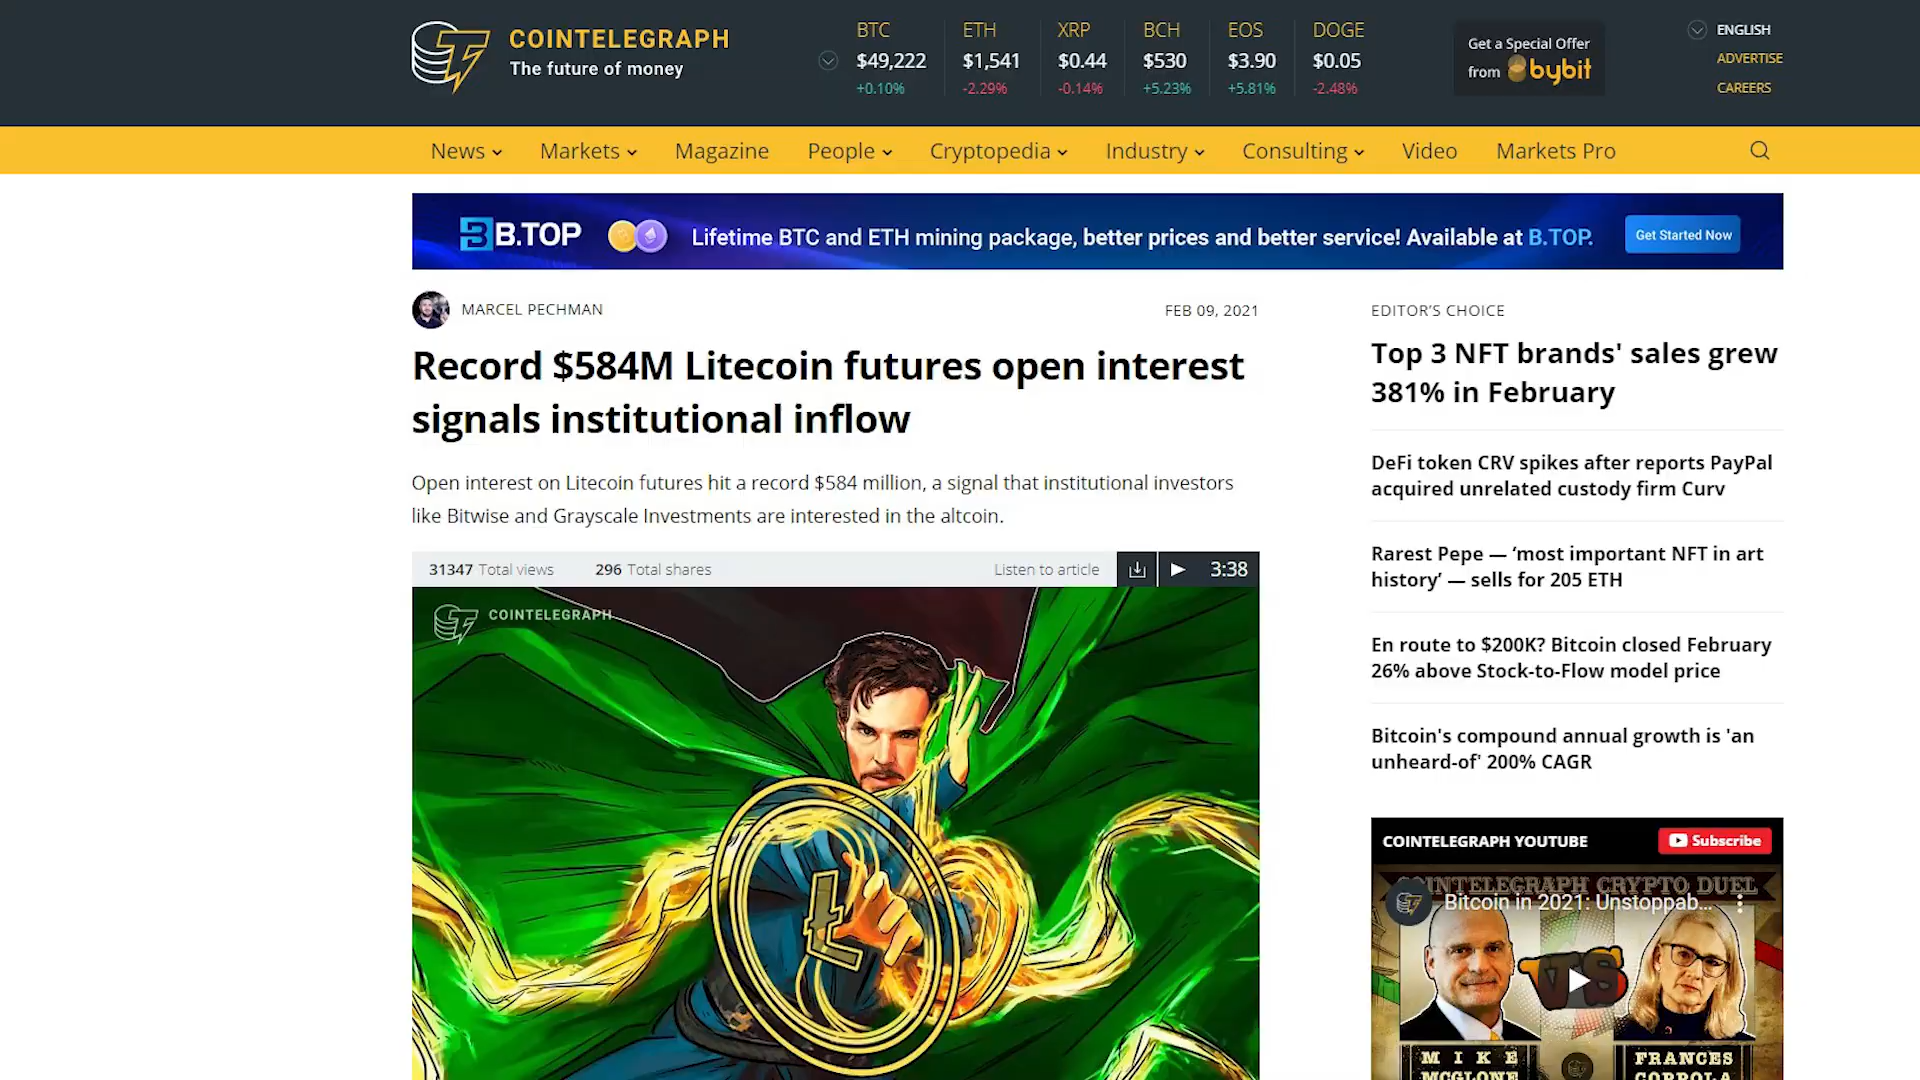 COINTELEGRAPH
The future of money
BTC
$49,222
+0.10%
ETH
$1,541
-2.29%
XRP
$0.44
-0.14%
BCH
$530
+5.23%
EOS
$3.90
+5.81%
DOGE
$0.05
-2.48%
Get a Special Offer
from bybit
ENGLISH
ADVERTISE
CAREERS
News
Markets
Magazine
People
Cryptopedia
Industry
Consulting
Video
Markets Pro
B.TOP
Lifetime BTC and ETH mining package, better prices and better service! Available at B.TOP.
Get Started Now
MARCEL PECHMAN
FEB 09, 2021
Record $584M Litecoin futures open interest
signals institutional inflow
Open interest on Litecoin futures hit a record $584 million, a signal that institutional investors
like Bitwise and Grayscale Investments are interested in the altcoin.
31347 Total views
296 Total shares
Listen to article
3:38
COINTELEGRAPH
EDITOR'S CHOICE
Top 3 NFT brands' sales grew
381% in February
DeFi token CRV spikes after reports PayPal
acquired unrelated custody firm Curv
Rarest Pepe — ‘most important NFT in art
history’ — sells for 205 ETH
En route to $200K? Bitcoin closed February
26% above Stock-to-Flow model price
Bitcoin's compound annual growth is 'an
unheard-of' 200% CAGR
COINTELEGRAPH YOUTUBE
Subscribe
COINTELEGRAPH CRYPTO DUEL
Bitcoin in 2021: Unstoppab...
VS
MIKE
MCGLONE
FRANCES
COPPOLA